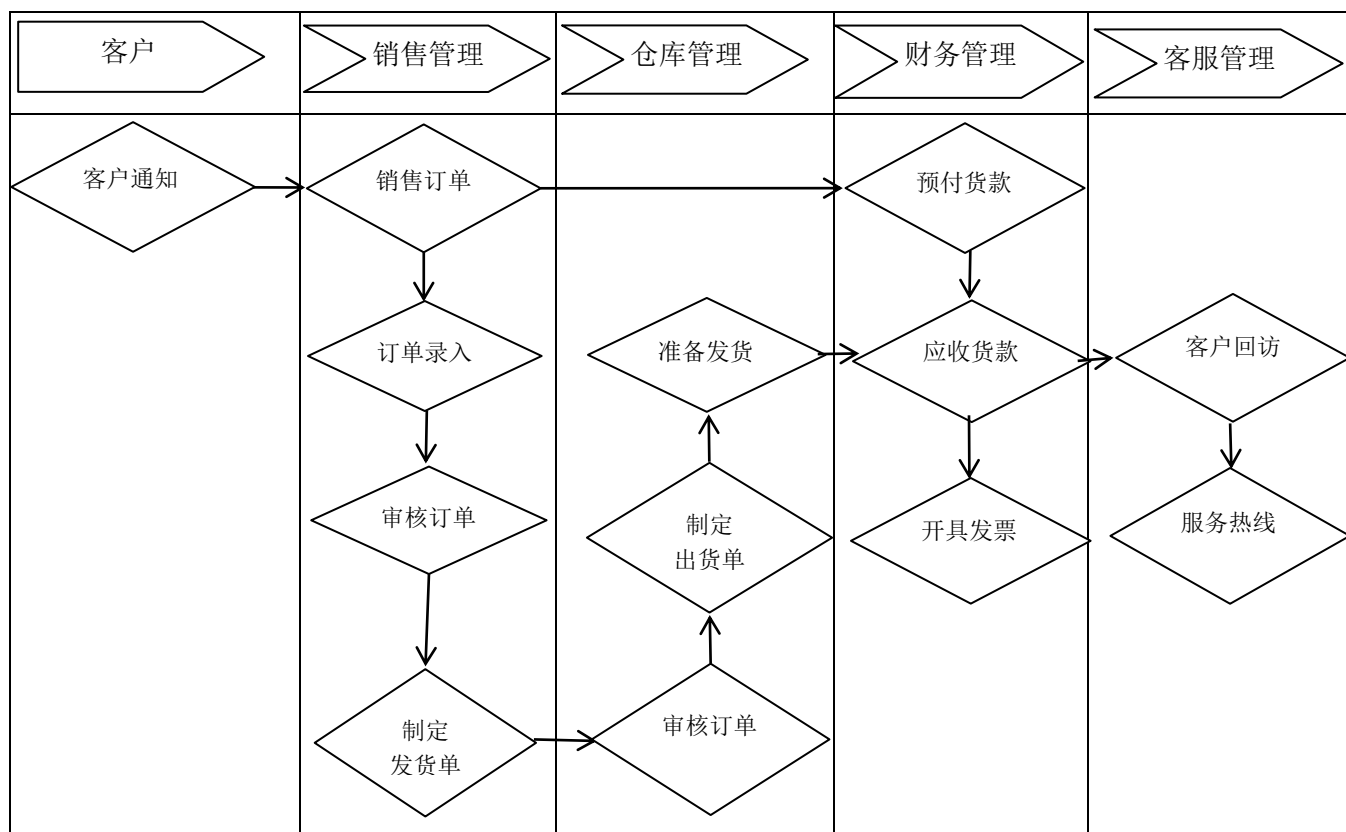 客户
销售管理
仓库管理
财务管理
客服管理
客户通知
销售订单
预付货款
订单录入
准备发货
应收货款
客户回访
审核订单
制定
出货单
开具发票
服务热线
制定
发货单
审核订单